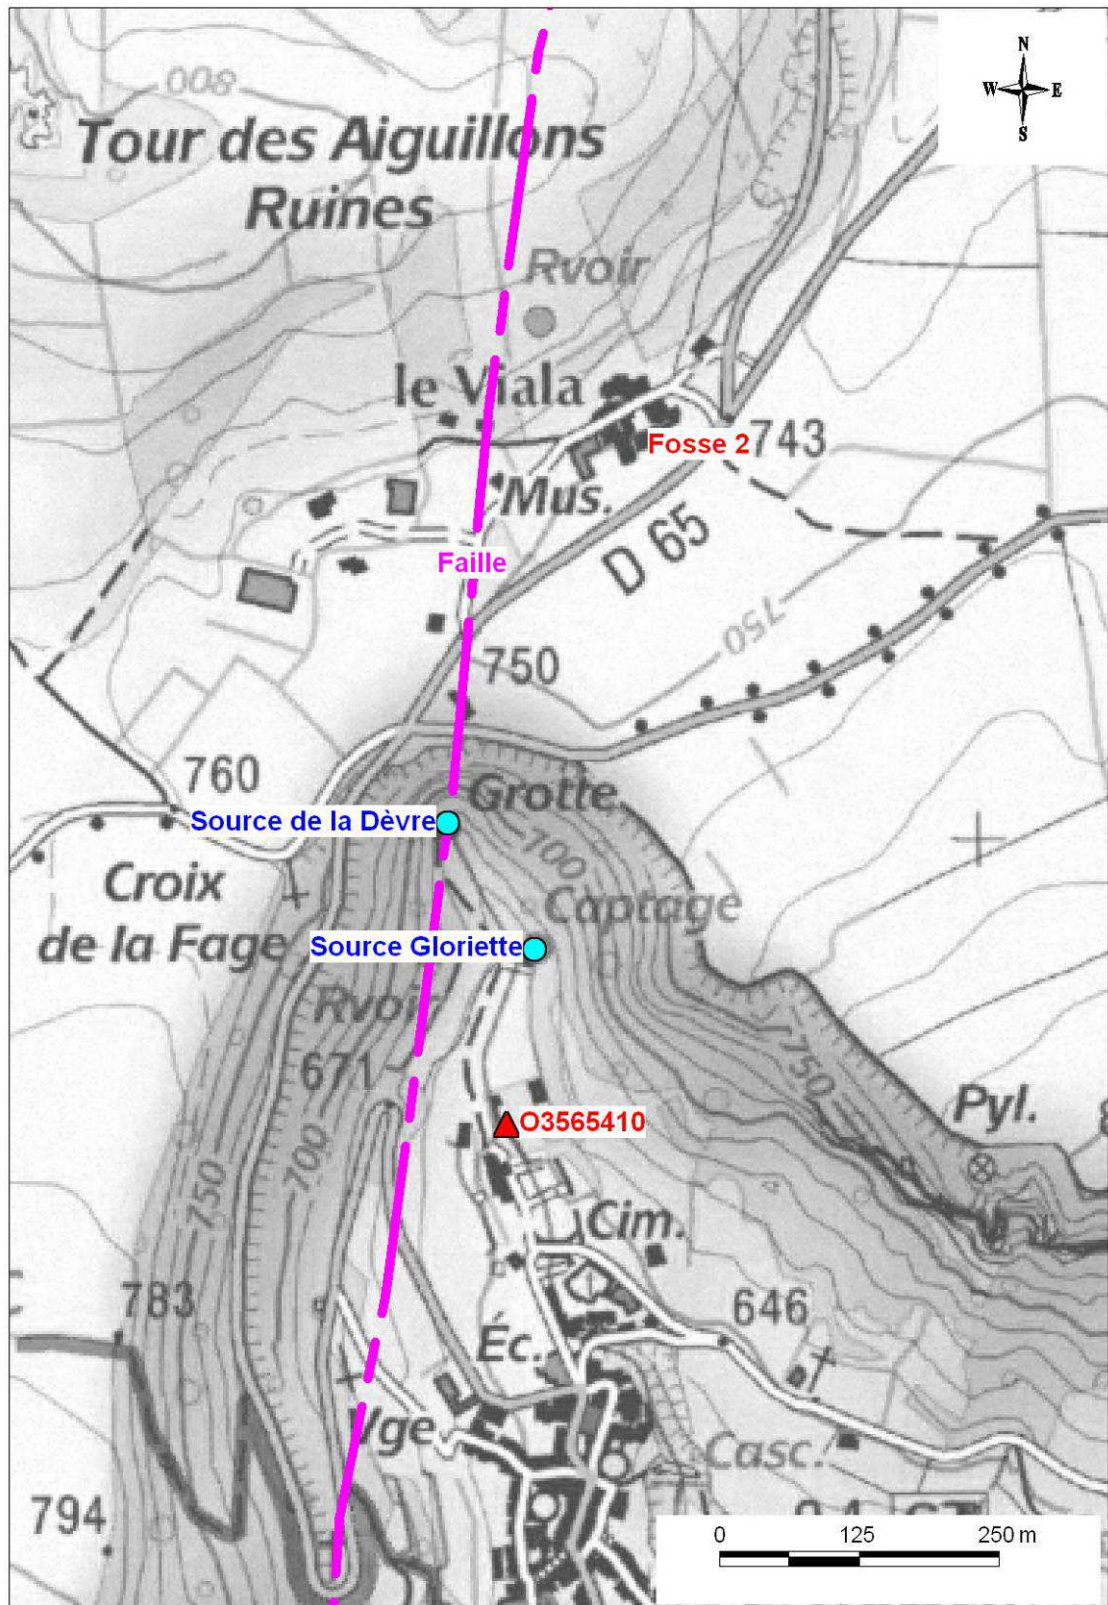 N
W E
S
800
Tour des Aiguillons
Ruines
Rvoir
le Viala
Fosse 2
743
Mus.
D 65
Faille
750
750
760
Grotte
Source de la Dèvre
700
Croix
de la Fage
Captage
Source Gloriette
Rvoir
671
750
Pyl.
O3565410
700
750
Cim.
783
646
Éc.
Vge
Casc.
794
0 125 250 m